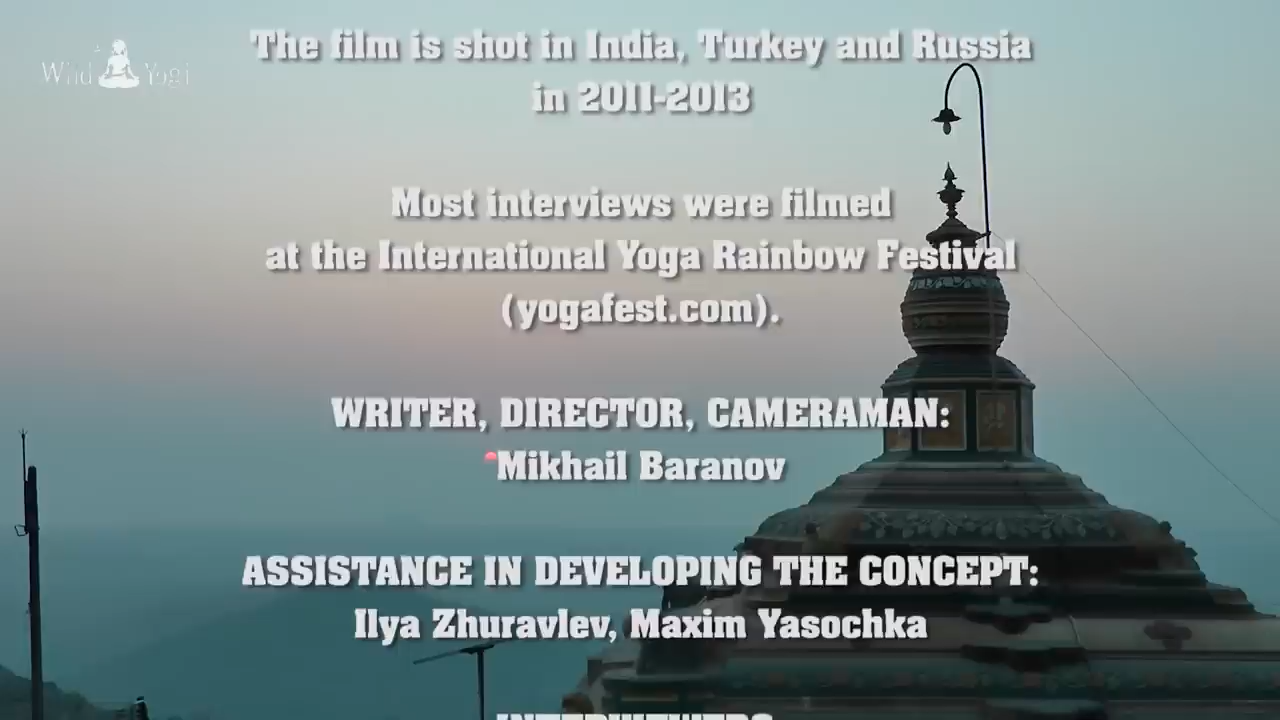 Wild Yogi
The film is shot in India, Turkey and Russia
in 2011-2013
Most interviews were filmed
at the International Yoga Rainbow Festival
(yogafest.com).
WRITER, DIRECTOR, CAMERAMAN:
Mikhail Baranov
ASSISTANCE IN DEVELOPING THE CONCEPT:
Ilya Zhuravlev, Maxim Yasochka